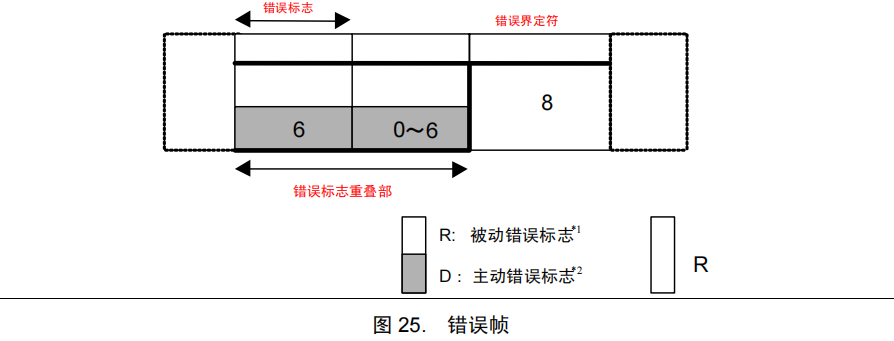 错误标志
错误界定符
6
0～6
8
错误标志重叠部
R: 被动错误标志*1
D : 主动错误标志*2
R
图 25. 错误帧